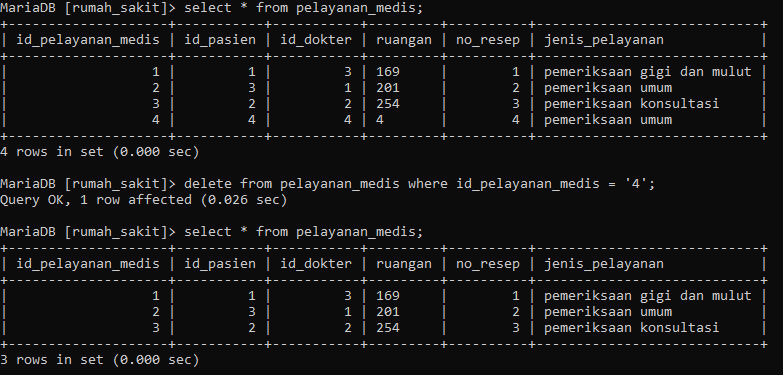 MariaDB [rumah_sakit]> select * from pelayanan_medis;
+--------------------+-----------+-----------+---------+----------+----------------------------+
| id_pelayanan_medis | id_pasien | id_dokter | ruangan | no_resep | jenis_pelayanan            |
+--------------------+-----------+-----------+---------+----------+----------------------------+
|                  1 |         1 |         3 | 169     |        1 | pemeriksaan gigi dan mulut |
|                  2 |         3 |         1 | 201     |        2 | pemeriksaan umum           |
|                  3 |         2 |         2 | 254     |        3 | pemeriksaan konsultasi     |
|                  4 |         4 |         4 | 4       |        4 | pemeriksaan umum           |
+--------------------+-----------+-----------+---------+----------+----------------------------+
4 rows in set (0.000 sec)

MariaDB [rumah_sakit]> delete from pelayanan_medis where id_pelayanan_medis = '4';
Query OK, 1 row affected (0.026 sec)

MariaDB [rumah_sakit]> select * from pelayanan_medis;
+--------------------+-----------+-----------+---------+----------+----------------------------+
| id_pelayanan_medis | id_pasien | id_dokter | ruangan | no_resep | jenis_pelayanan            |
+--------------------+-----------+-----------+---------+----------+----------------------------+
|                  1 |         1 |         3 | 169     |        1 | pemeriksaan gigi dan mulut |
|                  2 |         3 |         1 | 201     |        2 | pemeriksaan umum           |
|                  3 |         2 |         2 | 254     |        3 | pemeriksaan konsultasi     |
+--------------------+-----------+-----------+---------+----------+----------------------------+
3 rows in set (0.000 sec)